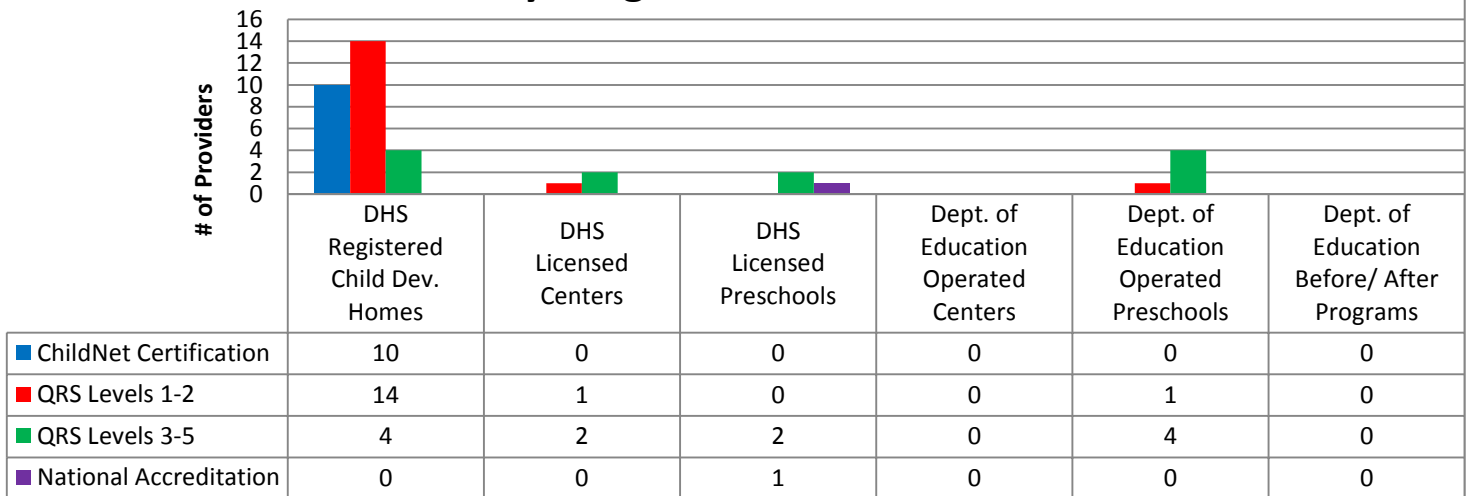 16
14
12
10
8
6
4
2
0
# of Providers
DHS
Registered
Child Dev.
Homes
DHS
Licensed
Centers
DHS
Licensed
Preschools
Dept. of
Education
Operated
Centers
Dept. of
Education
Operated
Preschools
Dept. of
Education
Before/ After
Programs
ChildNet Certification 10 0 0 0 0 0
QRS Levels 1-2 14 1 0 0 1 0
QRS Levels 3-5 4 2 2 0 4 0
National Accreditation 0 0 1 0 0 0